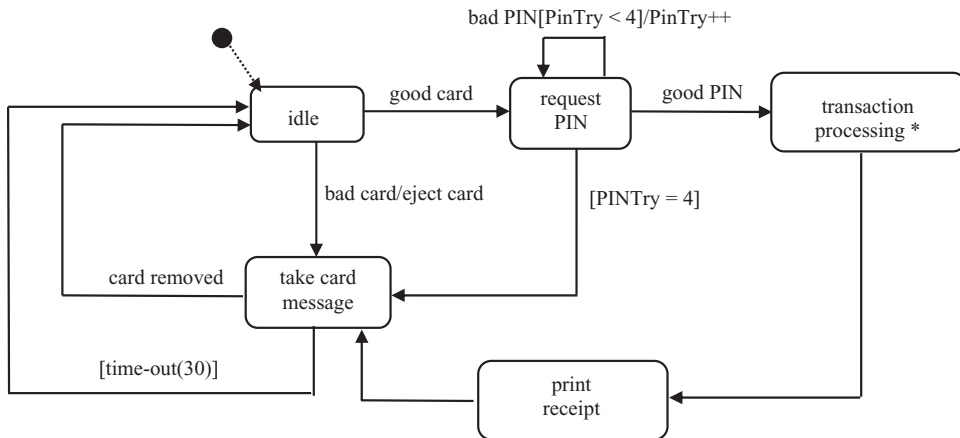 bad PIN[PinTry < 4]/PinTry++
good card
request
PIN
good PIN
transaction
processing *
idle
bad card/eject card
[PINTry = 4]
card removed
take card
message
[time-out(30)]
print
receipt